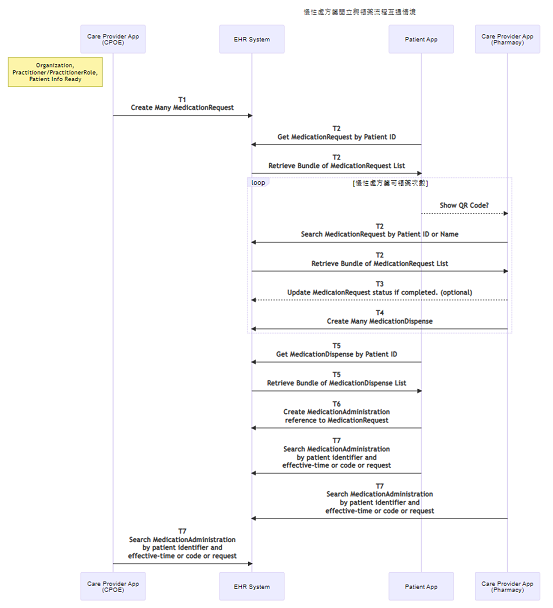 慢性處方箋開立與領藥流程互通情境
Care Provider App
(CPOE)
EHR System
Patient App
Care Provider App
(Pharmacy)
Organization,
Practitioner/PractitionerRole,
Patient Info Ready
T1
Create Many MedicationRequest
T2
Get MedicationRequest by Patient ID
T2
Retrieve Bundle of MedicationRequest List
loop
[慢性處方箋可領藥次數]
Show QR Code?
T2
Search MedicationRequest by Patient ID or Name
T2
Retrieve Bundle of MedicationRequest List
T3
Update MedicaionRequest status if completed. (optional)
T4
Create Many MedicationDispense
T5
Get MedicationDispense by Patient ID
T5
Retrieve Bundle of MedicationDispense List
T6
Create MedicationAdministration
reference to MedicationRequest
T7
Search MedicationAdministration
by patient identifier and
effective-time or code or request
T7
Search MedicationAdministration
by patient identifier and
effective-time or code or request
T7
Search MedicationAdministration
by patient identifier and
effective-time or code or request
Care Provider App
(CPOE)
EHR System
Patient App
Care Provider App
(Pharmacy)